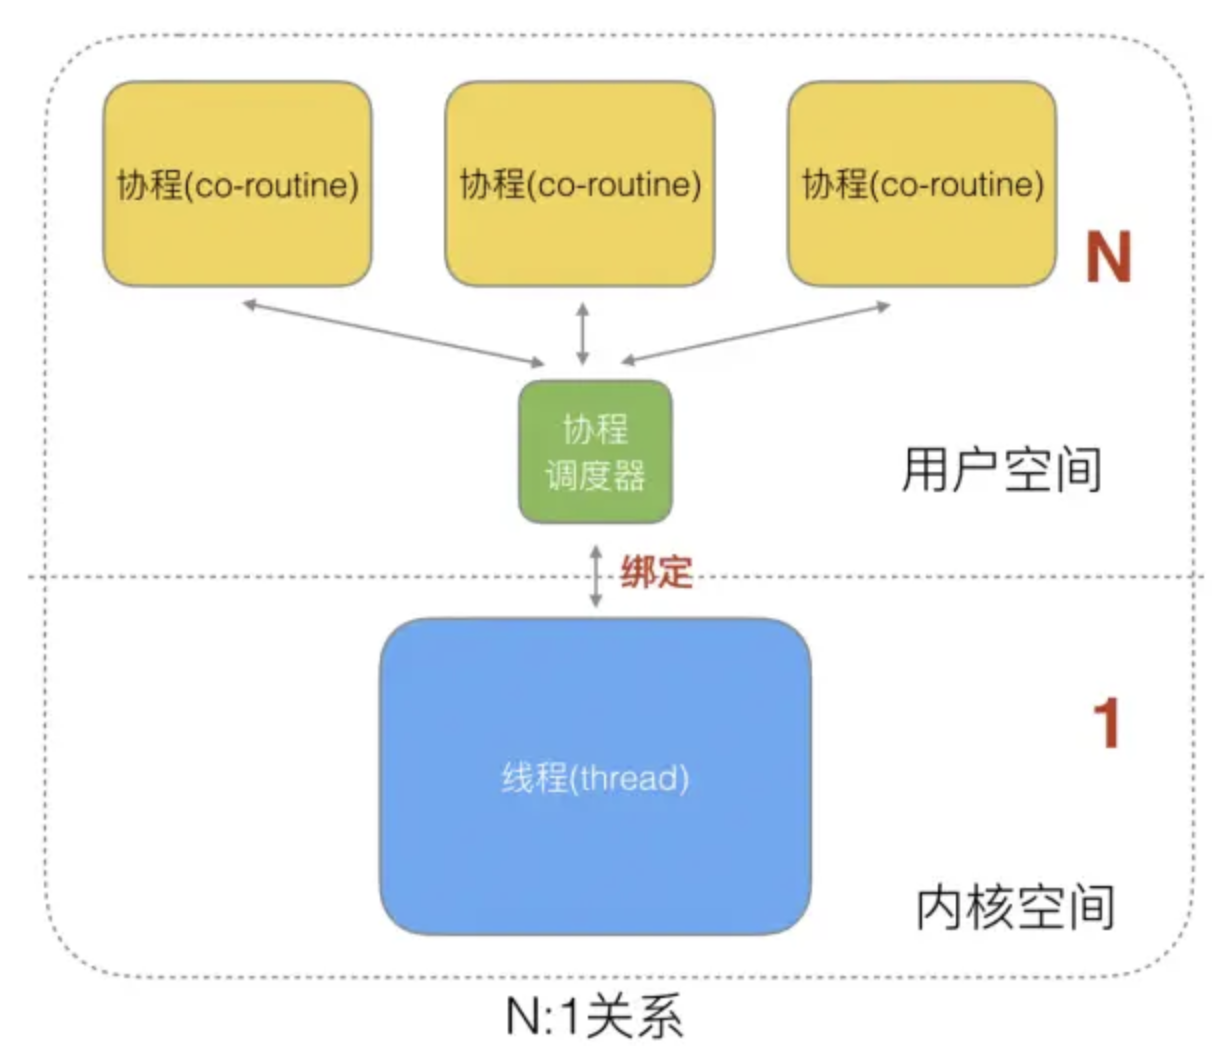 协程(co-routine)
协程(co-routine)
协程(co-routine)
N
协程
调度器
用户空间
绑定
1
线程(thread)
内核空间
N:1关系